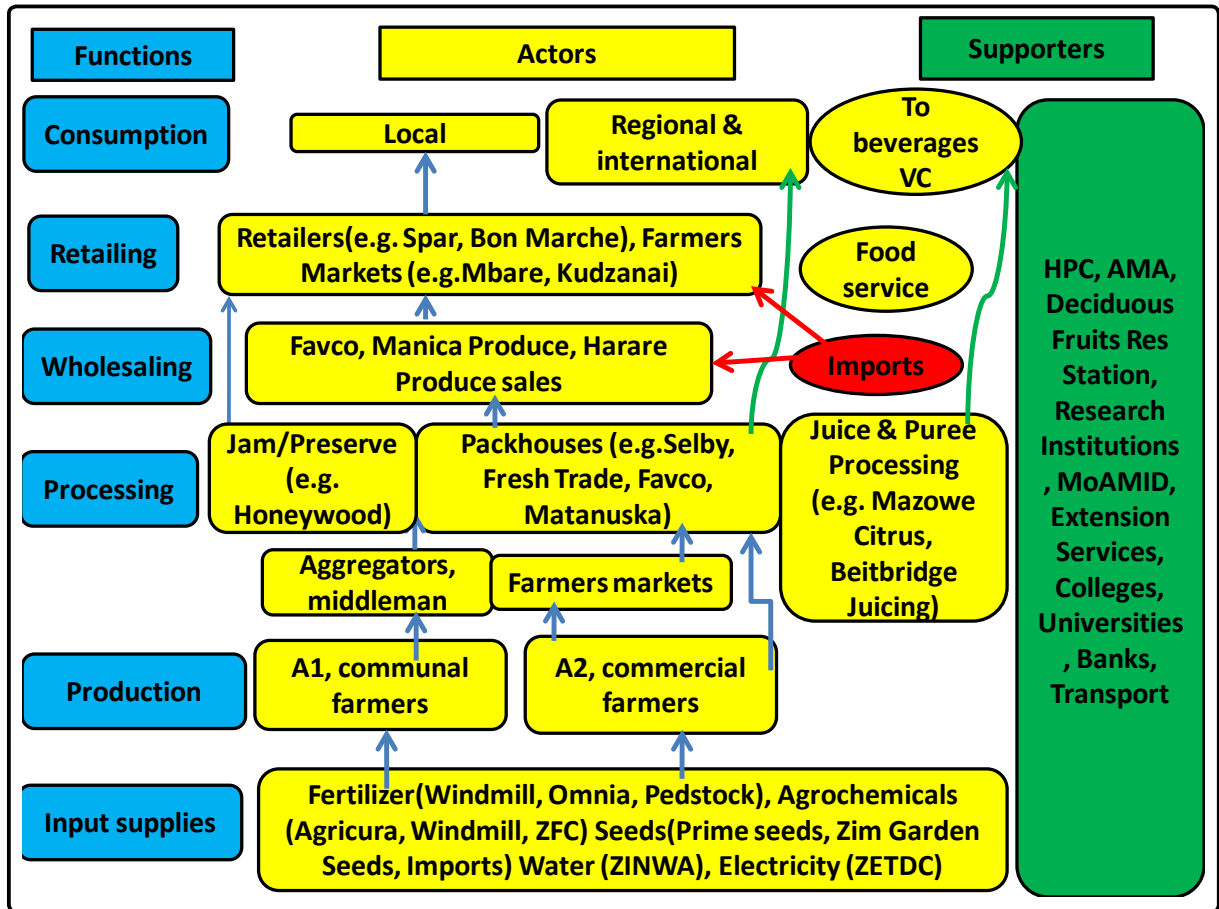 Functions
Actors
Supporters
Consumption
Local
Regional &
international
To
beverages
VC
Retailing
Retailers(e.g. Spar, Bon Marche), Farmers
Markets (e.g.Mbare, Kudzanai)
Food
service
Wholesaling
Favco, Manica Produce, Harare
Produce sales
Imports
Processing
Jam/Preserve
(e.g.
Honeywood)
Packhouses (e.g.Selby,
Fresh Trade, Favco,
Matanuska)
Juice & Puree
Processing
(e.g. Mazowe
Citrus,
Beitbridge
Juicing)
Aggregators,
middleman
Farmers markets
Production
A1, communal
farmers
A2, commercial
farmers
Input supplies
Fertilizer(Windmill, Omnia, Pedstock), Agrochemicals
(Agricura, Windmill, ZFC) Seeds(Prime seeds, Zim Garden
Seeds, Imports) Water (ZINWA), Electricity (ZETDC)
HPC, AMA,
Deciduous
Fruits Res
Station,
Research
Institutions
, MoAMID,
Extension
Services,
Colleges,
Universities
, Banks,
Transport